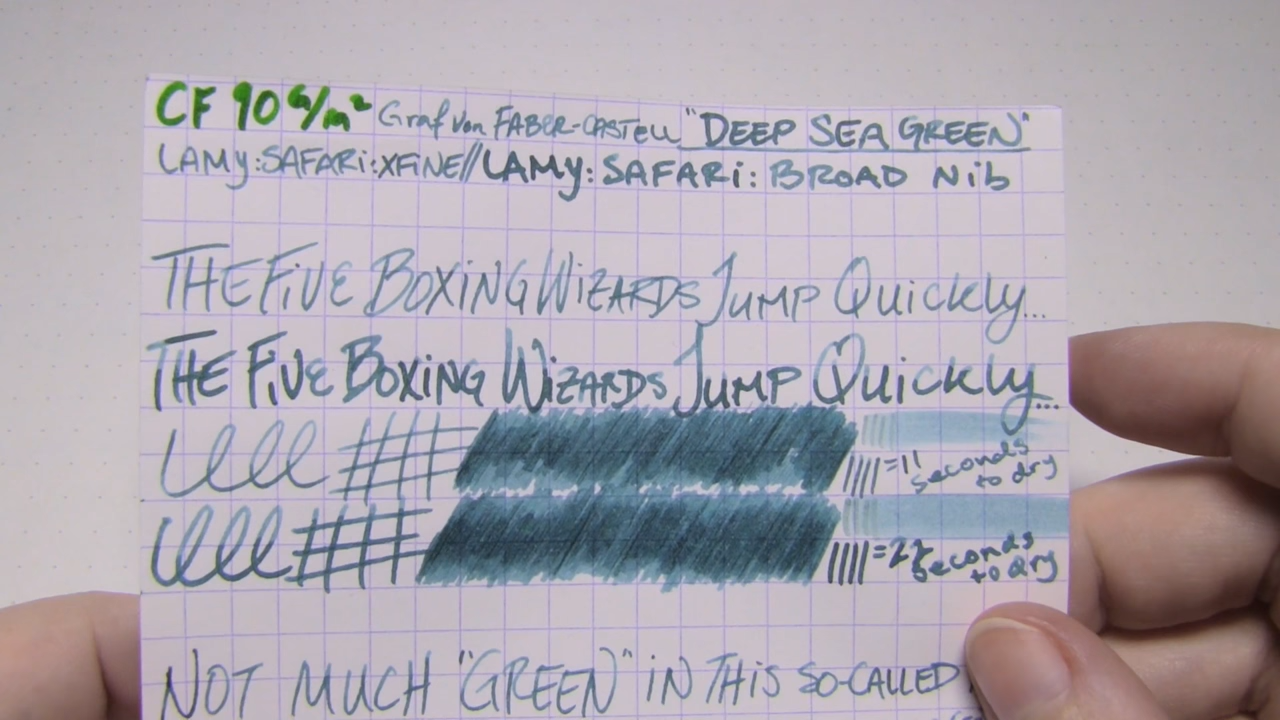 CF 90 G/m² Graf von FABER-CASTELL "DEEP SEA GREEN"
LAMY:SAFARi:XFiNE//LAMY: SAFARi: BROAD Nib
THE FiVE BOXiNG WiZARDS JUMP QuickLy...
THE FiVE BOXiNG WiZARDS JUMP QuickLy...
=11 seconds to dry
seconds to dry
NOT MUCH "GREEN" iN THiS SO-CALLED